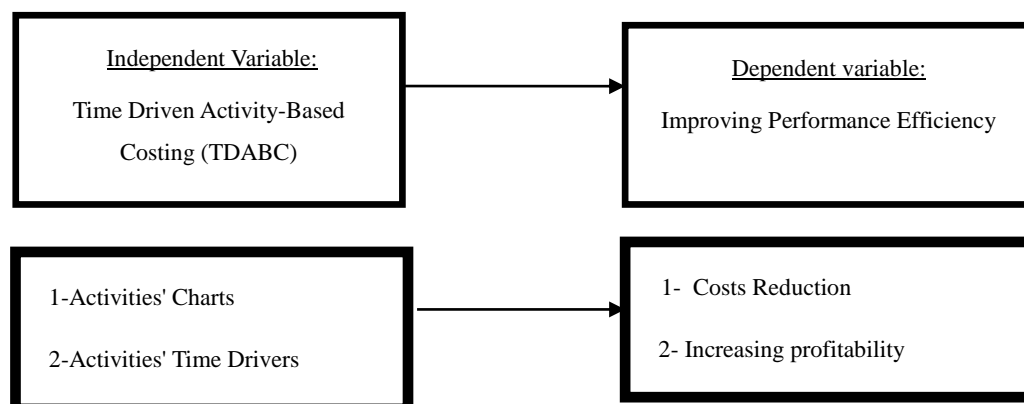 Independent Variable:
Time Driven Activity-Based
Costing (TDABC)
Dependent variable:
Improving Performance Efficiency
1-Activities' Charts
2-Activities' Time Drivers
1- Costs Reduction
2- Increasing profitability